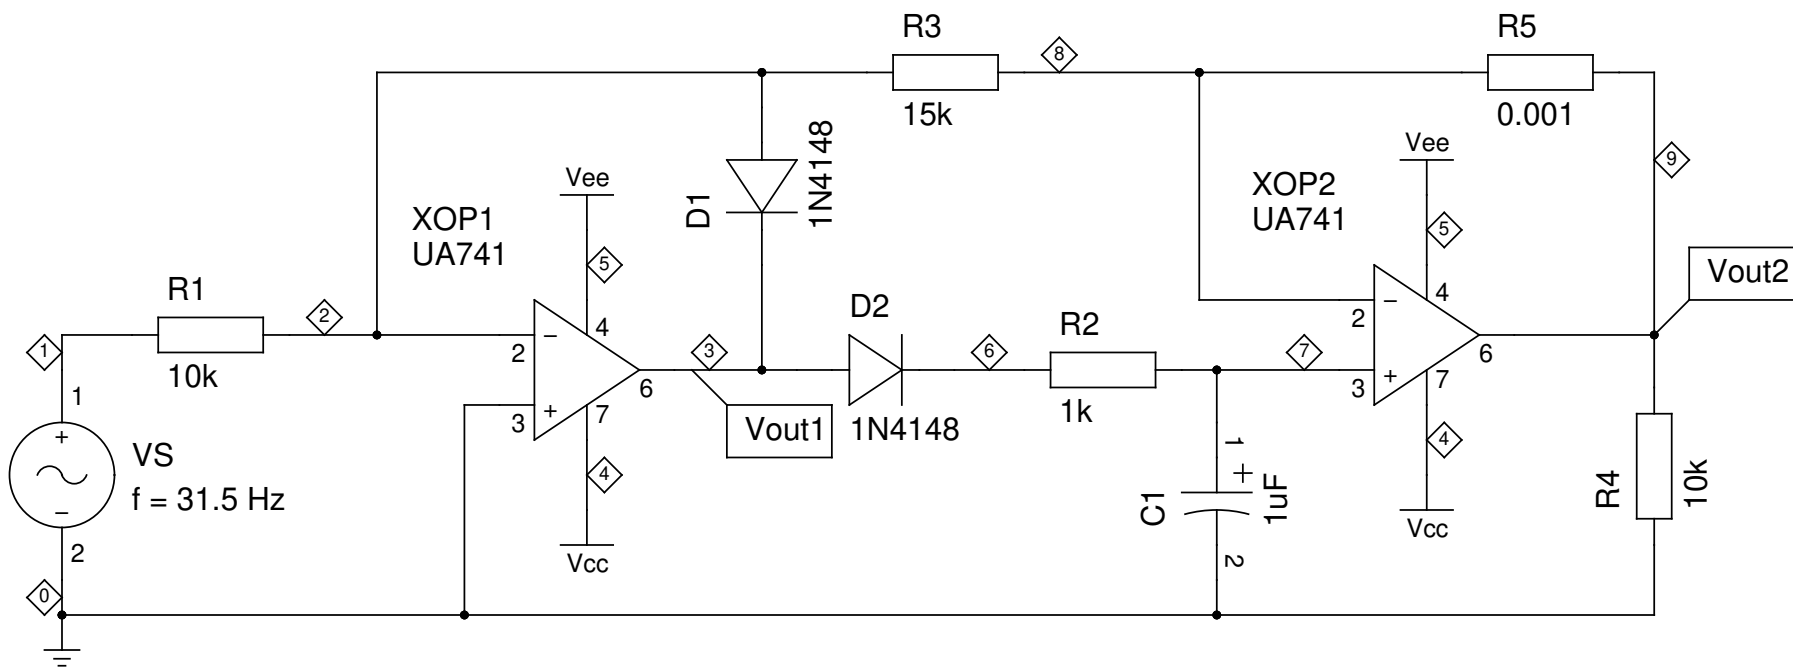 R3
8
R5
15k
0.001
1N4148
D1
Vee
9
Vee
XOP1
UA741
XOP2
UA741
5
5
R1
2
D2
R2
Vout2
4
4
−
2
−
2
1
10k
3
6
7
6
6
+
3
7
+
3
7
1
1k
Vout1
1N4148
+
VS
f = 31.5 Hz
−
4
4
1
+
C1
1uF
R4
10k
Vcc
Vcc
2
2
0